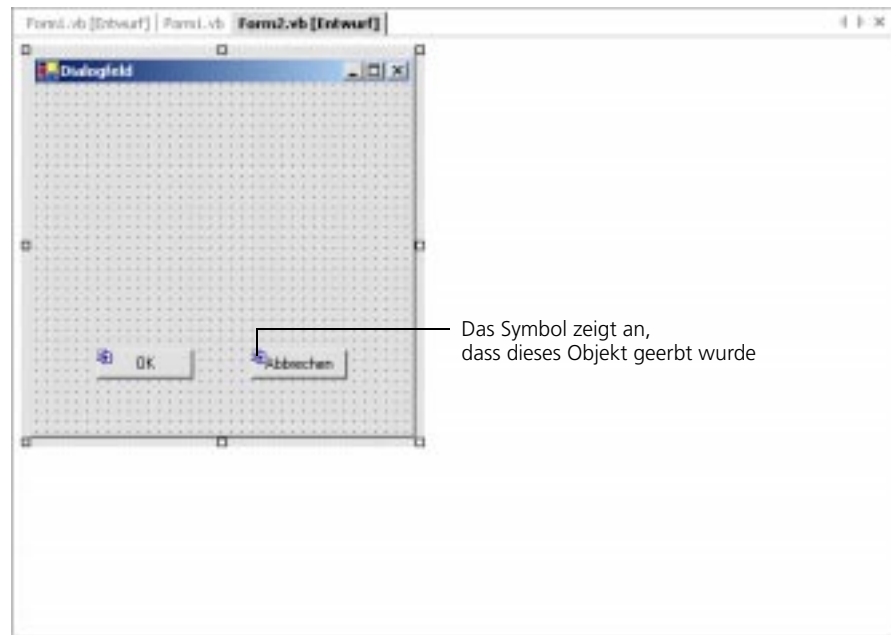 Form1.vb [Entwurf] Form1.vb Form2.vb [Entwurf]
Dialogfeld
Das Symbol zeigt an,
dass dieses Objekt geerbt wurde
OK Abbrechen